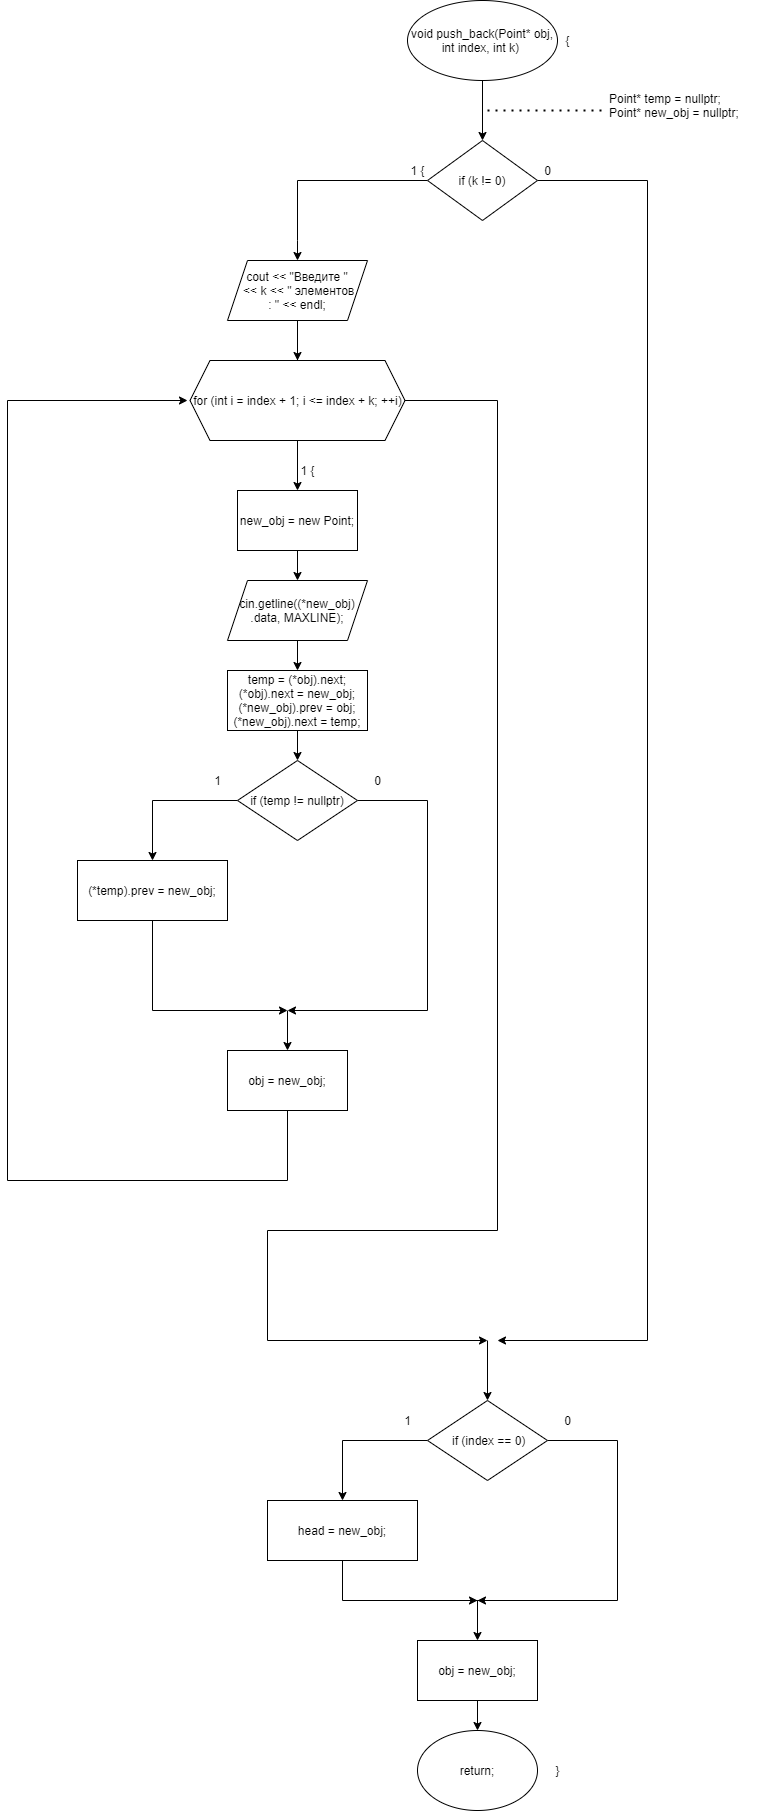 void push_back(Point* obj,
int index, int k)
{
Point* temp = nullptr;
Point* new_obj = nullptr;
if (k != 0)
1 {
0
cout << "Введите "
<< k << " элементов
: " << endl;
for (int i = index + 1; i <= index + k; ++i)
1 {
new_obj = new Point;
cin.getline((*new_obj)
.data, MAXLINE);
temp = (*obj).next;
(*obj).next = new_obj;
(*new_obj).prev = obj;
(*new_obj).next = temp;
if (temp != nullptr)
1
0
(*temp).prev = new_obj;
obj = new_obj;
if (index == 0)
1
0
head = new_obj;
obj = new_obj;
return;
}